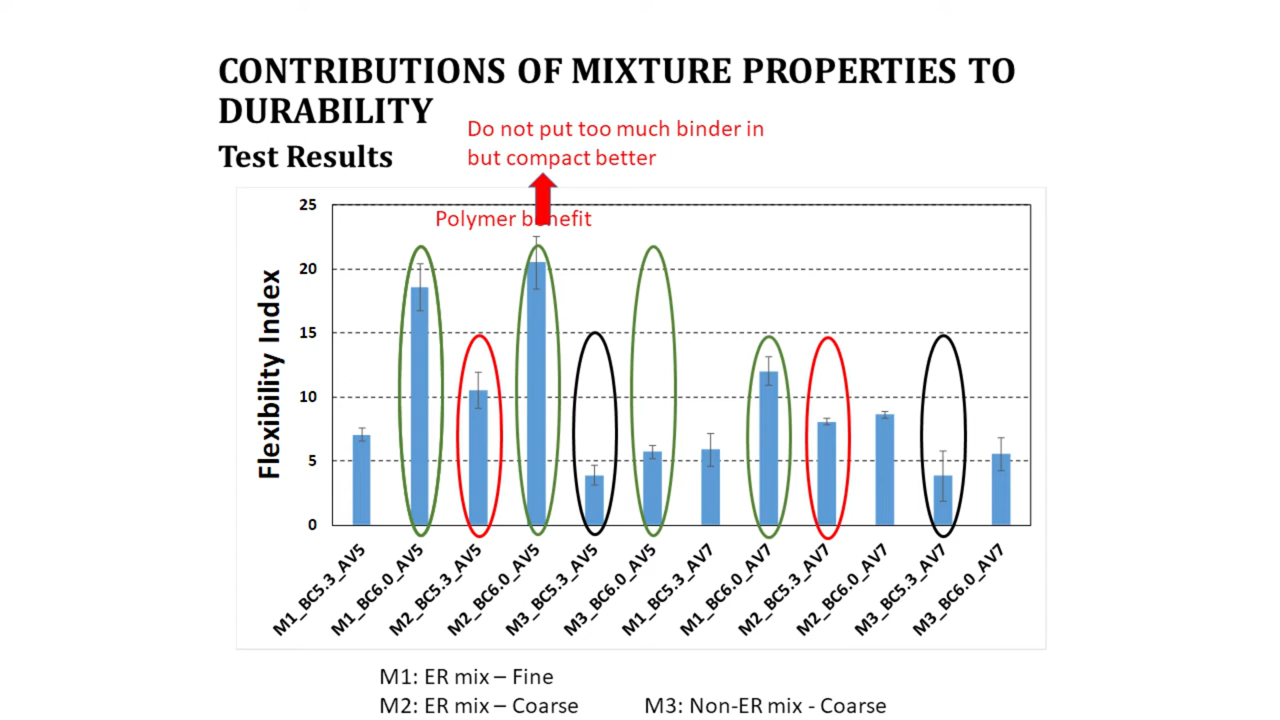 CONTRIBUTIONS OF MIXTURE PROPERTIES TO
DURABILITY
Do not put too much binder in
but compact better
Test Results
Polymer benefit
Flexibility Index
25
20
15
10
5
0
M1_BC5.3_AV5
M1_BC6.0_AV5
M2_BC5.3_AV5
M2_BC6.0_AV5
M3_BC5.3_AV5
M3_BC6.0_AV5
M1_BC5.3_AV7
M1_BC6.0_AV7
M2_BC5.3_AV7
M2_BC6.0_AV7
M3_BC5.3_AV7
M3_BC6.0_AV7
M1: ER mix – Fine
M2: ER mix – Coarse
M3: Non-ER mix - Coarse